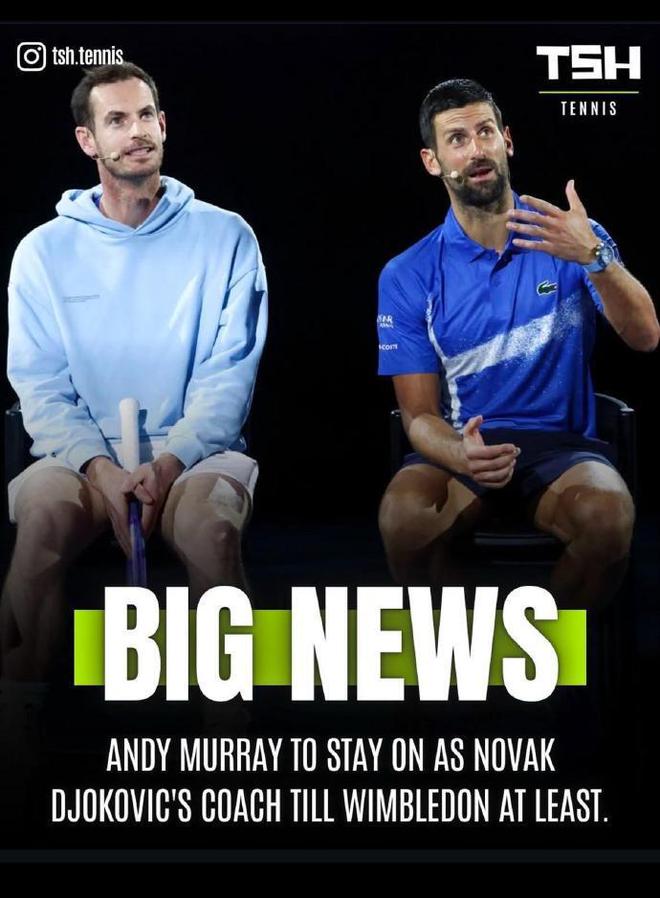 tsh.tennis
TSH
TENNIS
BIG NEWS
ANDY MURRAY TO STAY ON AS NOVAK
DJOKOVIC'S COACH TILL WIMBLEDON AT LEAST.